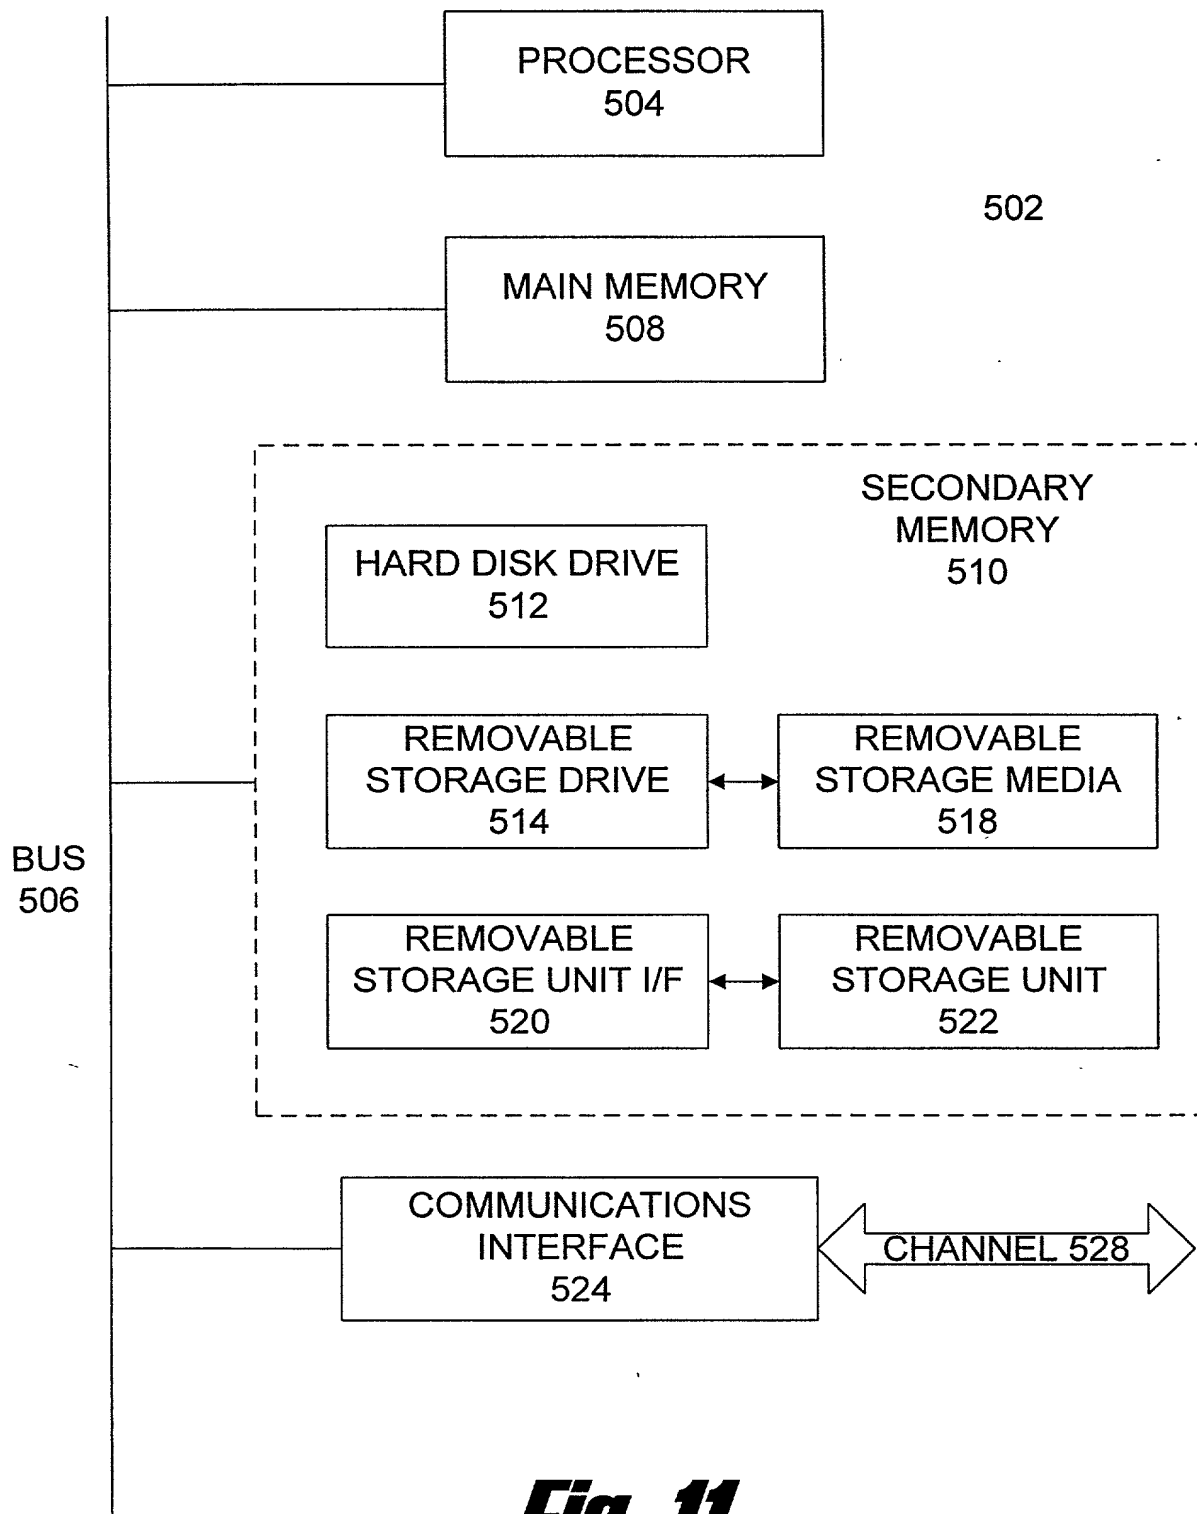 PROCESSOR
504
502
MAIN MEMORY
508
SECONDARY
MEMORY
510
HARD DISK DRIVE
512
REMOVABLE
STORAGE DRIVE
514
REMOVABLE
STORAGE MEDIA
518
BUS
506
REMOVABLE
STORAGE UNIT I/F
520
REMOVABLE
STORAGE UNIT
522
COMMUNICATIONS
INTERFACE
524
CHANNEL 528
Fig. 11